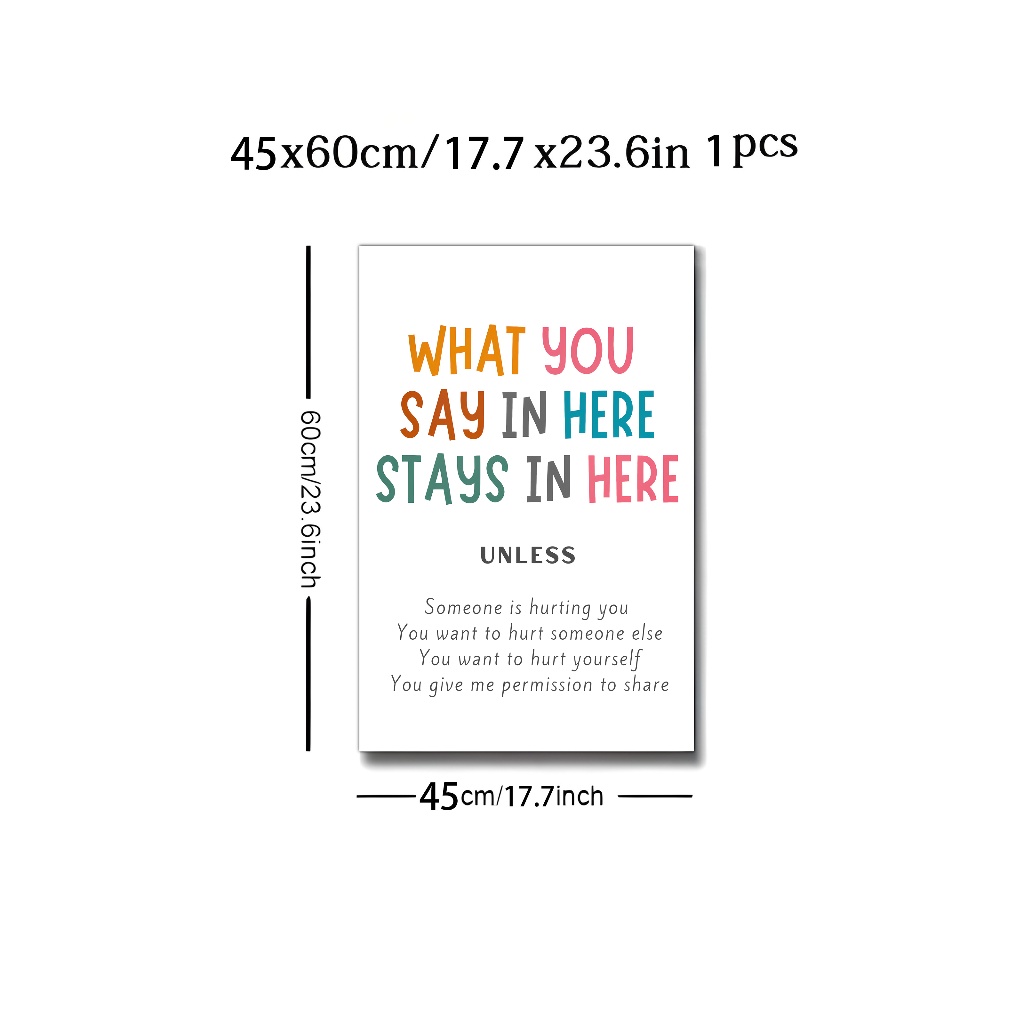 45x60cm/17.7 x23.6in 1pcs
60cm/23.6inch
WHAT YOU
SAY IN HERE
STAYS IN HERE
UNLESS
Someone is hurting you
You want to hurt someone else
You want to hurt yourself
You give me permission to share
45cm/17.7inch